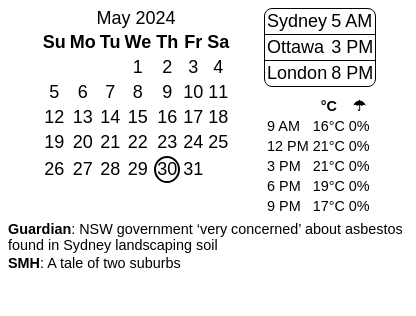 May 2024
Su Mo Tu We Th Fr Sa
1 2 3 4
5 6 7 8 9 10 11
12 13 14 15 16 17 18
19 20 21 22 23 24 25
26 27 28 29 30 31
Sydney 5 AM
Ottawa 3 PM
London 8 PM
°C ☂
9 AM 16°C 0%
12 PM 21°C 0%
3 PM 21°C 0%
6 PM 19°C 0%
9 PM 17°C 0%
Guardian: NSW government ‘very concerned’ about asbestos
found in Sydney landscaping soil
SMH: A tale of two suburbs